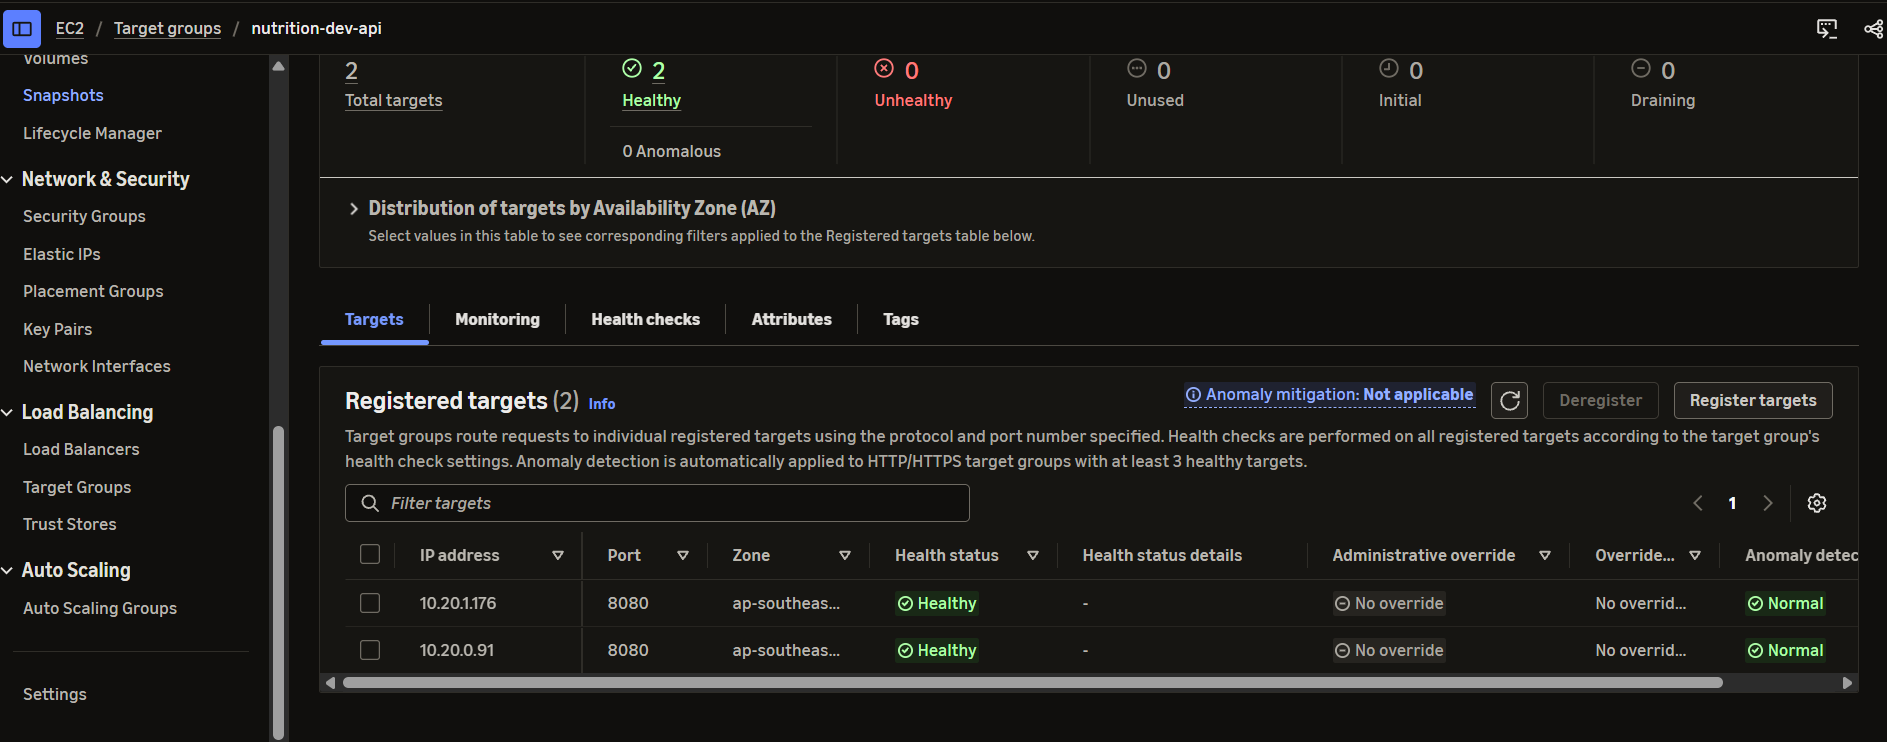 EC2 / Target groups / nutrition-dev-api
Volumes
Snapshots
Lifecycle Manager
Network & Security
Security Groups
Elastic IPs
Placement Groups
Key Pairs
Network Interfaces
Load Balancing
Load Balancers
Target Groups
Trust Stores
Auto Scaling
Auto Scaling Groups
Settings
2
Total targets
2
Healthy
0 Anomalous
0
Unhealthy
0
Unused
0
Initial
0
Draining
Distribution of targets by Availability Zone (AZ)
Select values in this table to see corresponding filters applied to the Registered targets table below.
Targets Monitoring Health checks Attributes Tags
Registered targets (2) Info Anomaly mitigation: Not applicable Deregister Register targets
Target groups route requests to individual registered targets using the protocol and port number specified. Health checks are performed on all registered targets according to the target group's
health check settings. Anomaly detection is automatically applied to HTTP/HTTPS target groups with at least 3 healthy targets.
Filter targets 1
IP address Port Zone Health status Health status details Administrative override Override... Anomaly detec
10.20.1.176 8080 ap-southeas... Healthy - No override No overrid... Normal
10.20.0.91 8080 ap-southeas... Healthy - No override No overrid... Normal